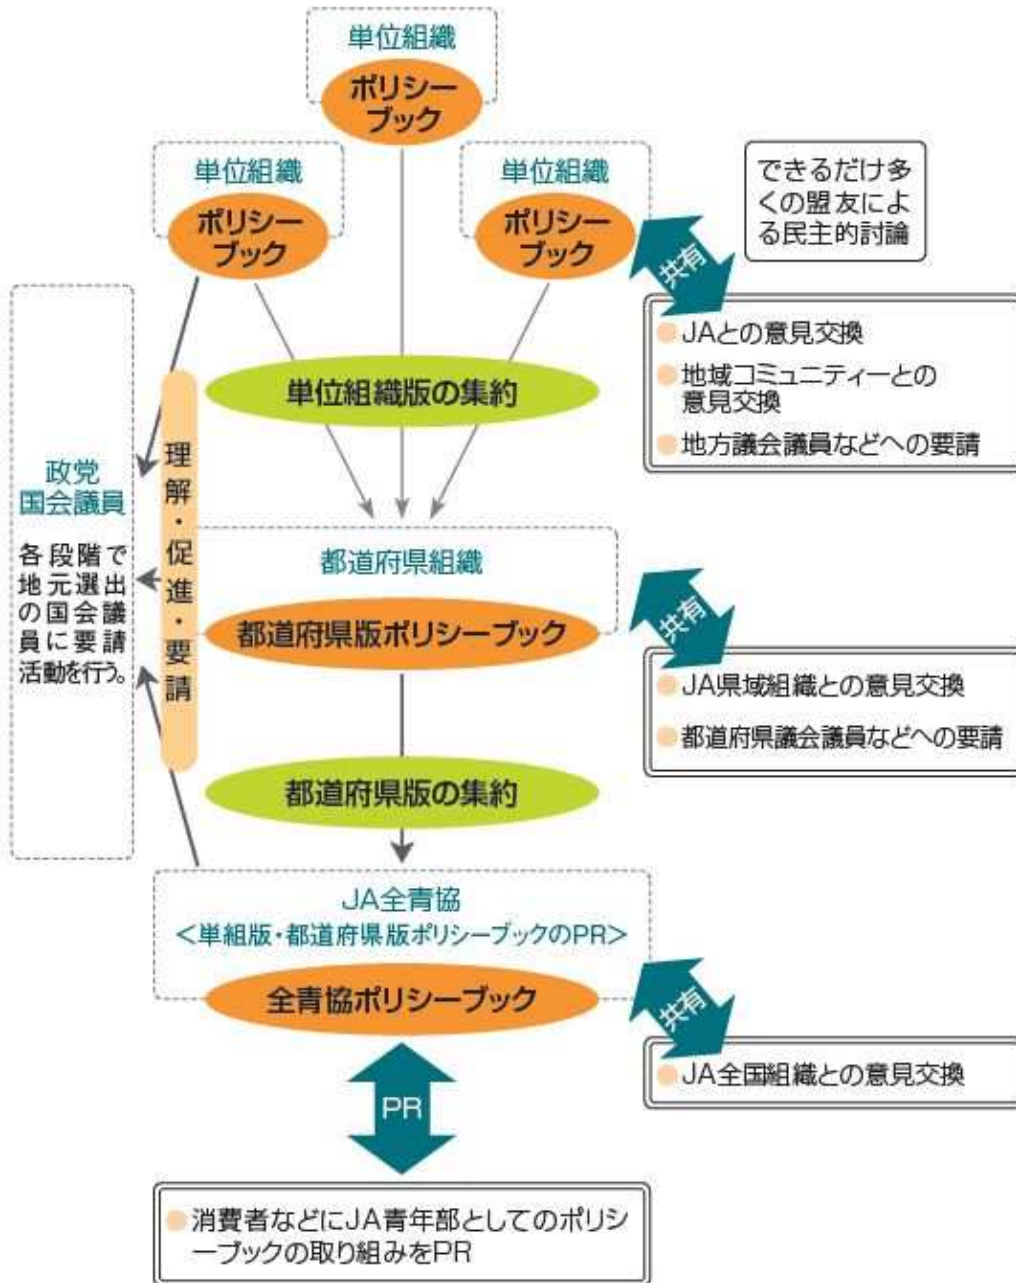 単位組織
ポリシー
ブック
単位組織
ポリシー
ブック
単位組織
ポリシー
ブック
できるだけ多
くの盟友によ
る民主的討論
共有
JAとの意見交換
地域コミュニティーとの
意見交換
地方議会議員などへの要請
単位組織版の集約
政党
国会議員
各段階で
地元選出
の国会議
員に要請
活動を行う。
理解・促進・要請
都道府県組織
都道府県版ポリシーブック
共有
JA県域組織との意見交換
都道府県議会議員などへの要請
都道府県版の集約
JA全青協
<単組版・都道府県版ポリシーブックのPR>
全青協ポリシーブック
共有
JA全国組織との意見交換
PR
消費者などにJA青年部としてのポリシ
ーブックの取り組みをPR